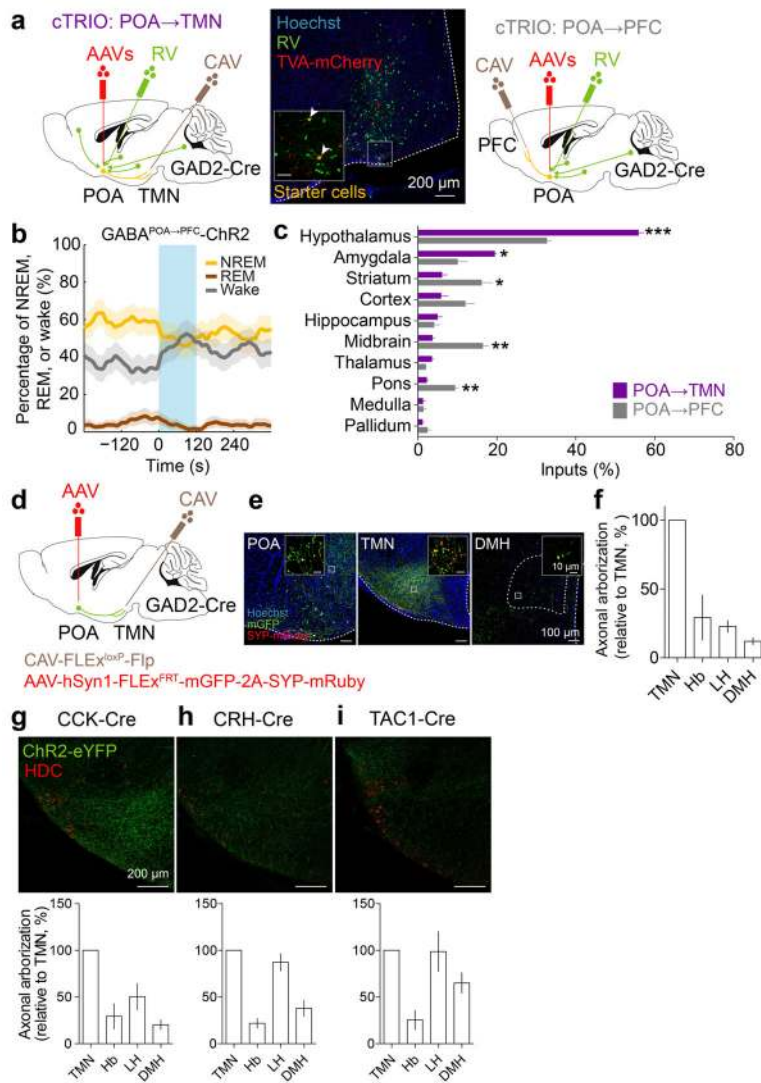 a
cTRIO: POA→TMN
AAVs
RV
CAV
GAD2-Cre
POA
TMN
Hoechst
RV
TVA-mCherry
200 µm
Starter cells
cTRIO: POA→PFC
CAV
AAVs
RV
PFC
GAD2-Cre
POA
b
GABA^POA→PFC-ChR2
Percentage of NREM,
REM, or wake (%)
100
80
60
40
20
0
NREM
REM
Wake
−120
0
120
240
Time (s)
c
Hypothalamus
Amygdala
Striatum
Cortex
Hippocampus
Midbrain
Thalamus
Pons
Medulla
Pallidum
***
*
*
**
**
POA→TMN
POA→PFC
0
20
40
60
80
Inputs (%)
d
AAV
CAV
GAD2-Cre
POA
TMN
CAV-FLEx^loxP-Flp
AAV-hSyn1-FLEx^FRT-mGFP-2A-SYP-mRuby
e
POA
Hoechst
mGFP
SYP-mRuby
TMN
DMH
10 µm
100 µm
f
Axonal arborization
(relative to TMN, %)
100
50
0
TMN
Hb
LH
DMH
g
CCK-Cre
ChR2-eYFP
HDC
200 µm
h
CRH-Cre
i
TAC1-Cre
Axonal arborization
(relative to TMN, %)
150
100
50
0
TMN
Hb
LH
DMH
150
100
50
0
TMN
Hb
LH
DMH
150
100
50
0
TMN
Hb
LH
DMH